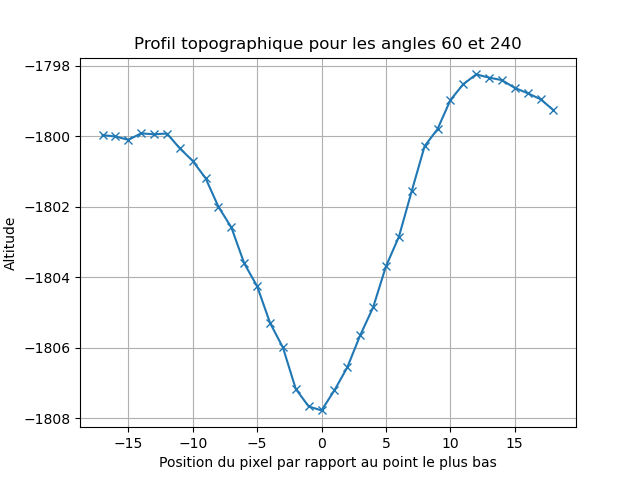 Profil topographique pour les angles 60 et 240
−1798
−1800
−1802
−1804
−1806
−1808
Altitude
−15 −10 −5 0 5 10 15
Position du pixel par rapport au point le plus bas